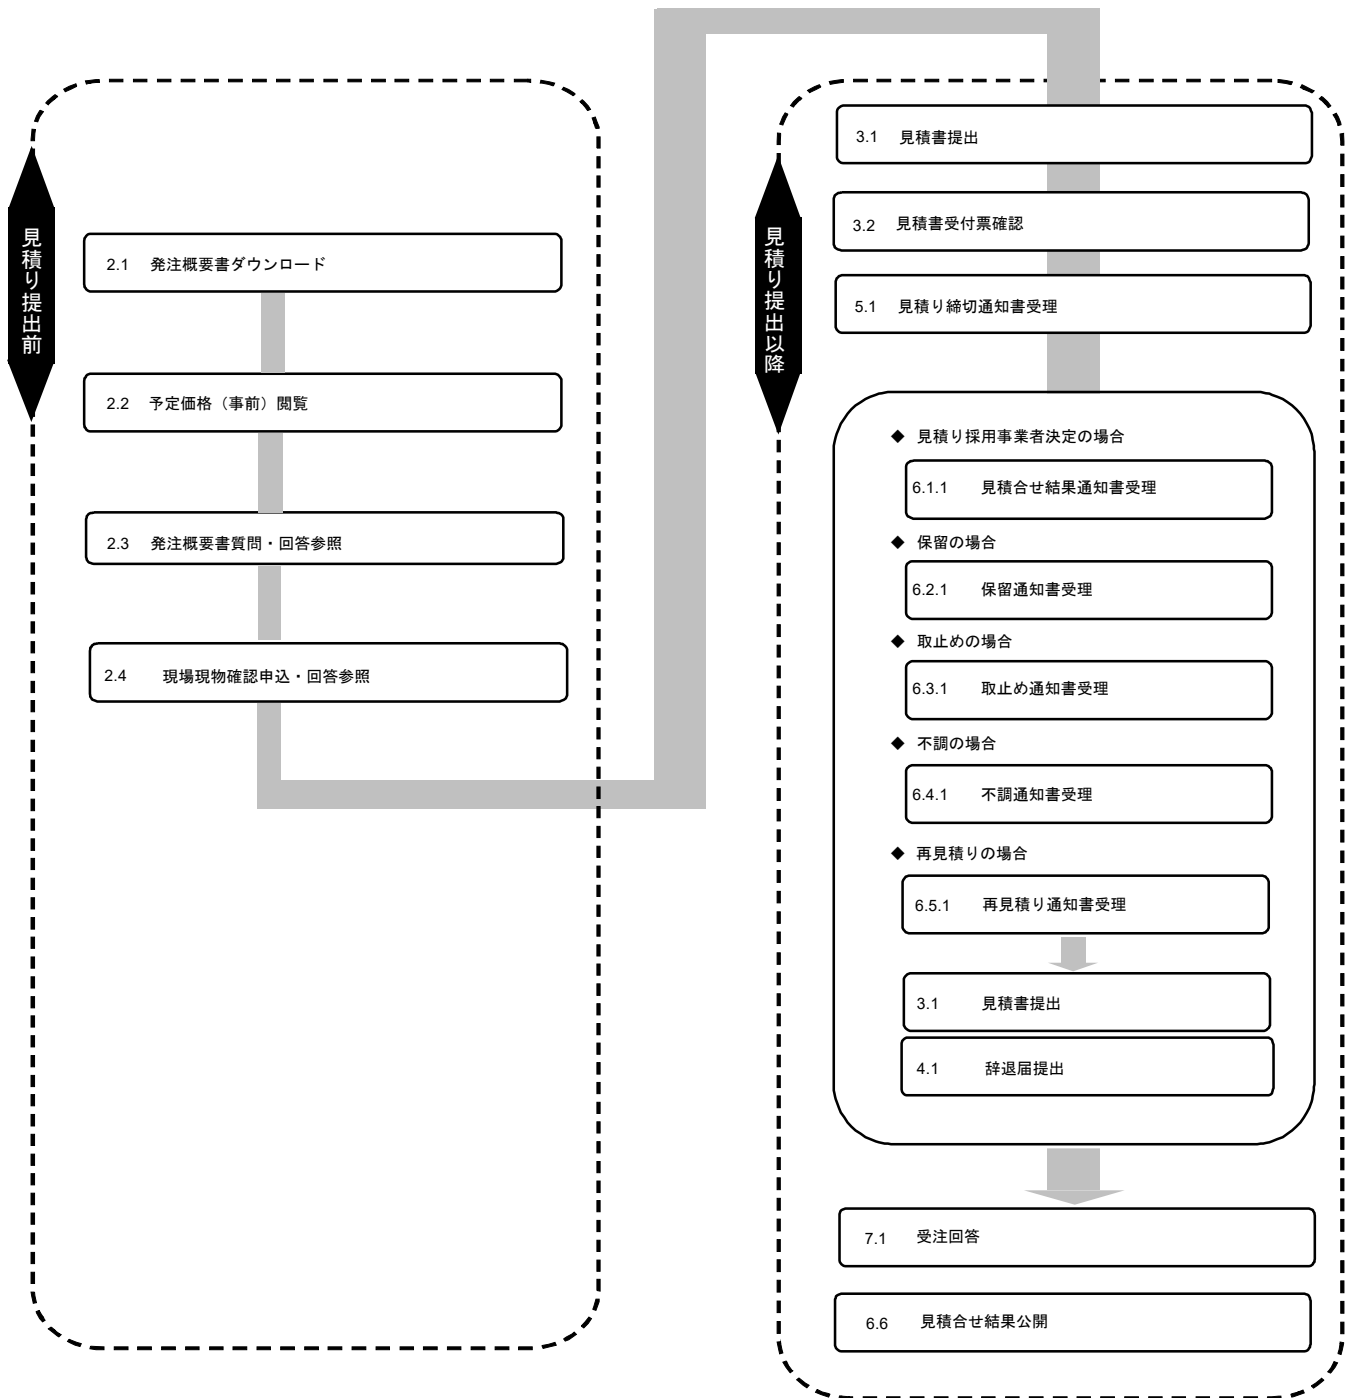 見積り提出前
2.1 発注概要書ダウンロード
2.2 予定価格（事前）閲覧
2.3 発注概要書質問・回答参照
2.4 現場現物確認申込・回答参照
見積り提出以降
3.1 見積書提出
3.2 見積書受付票確認
5.1 見積り締切通知書受理
◆ 見積り採用事業者決定の場合
6.1.1 見積合せ結果通知書受理
◆ 保留の場合
6.2.1 保留通知書受理
◆ 取止めの場合
6.3.1 取止め通知書受理
◆ 不調の場合
6.4.1 不調通知書受理
◆ 再見積りの場合
6.5.1 再見積り通知書受理
3.1 見積書提出
4.1 辞退届提出
7.1 受注回答
6.6 見積合せ結果公開